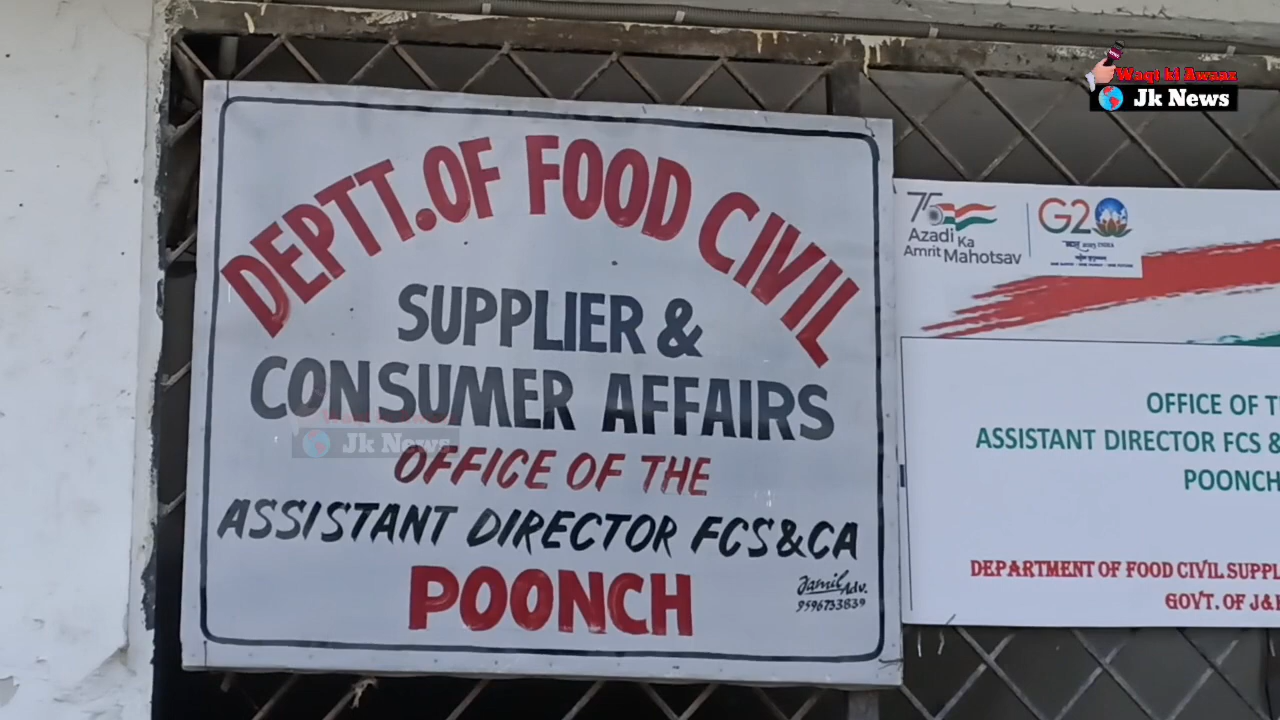 DEPTT.OF FOOD CIVIL
SUPPLIER &
CONSUMER AFFAIRS
OFFICE OF THE
ASSISTANT DIRECTOR FCS&CA
POONCH
Jamil Adv.
9596733839
Waqt ki Awaaz
Jk News
Jk News
75
Azadi Ka
Amrit Mahotsav
G20
OFFICE OF T
ASSISTANT DIRECTOR FCS &
POONCH
DEPARTMENT OF FOOD CIVIL SUPPL
GOVT. OF J&